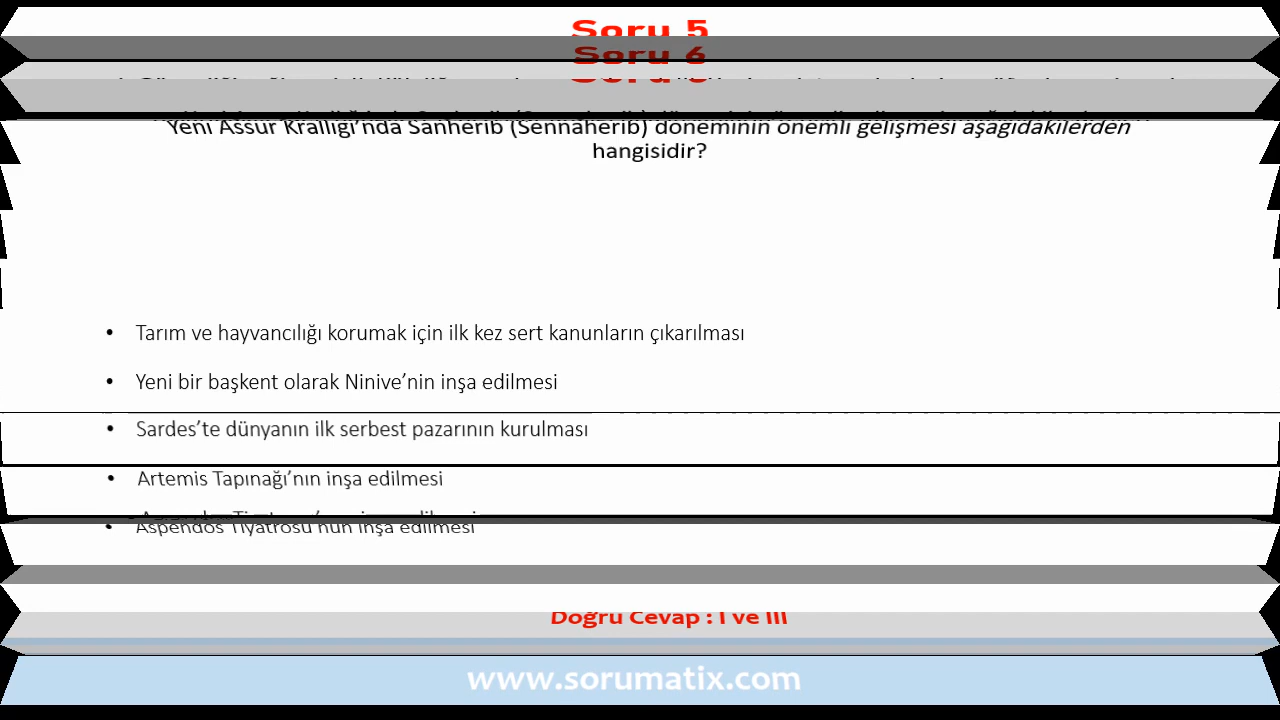 Soru 5
Soru 6
Yeni Assur Krallığı’nda Sanherib (Sennaherib) döneminin önemli gelişmesi aşağıdakilerden
hangisidir?
• Tarım ve hayvancılığı korumak için ilk kez sert kanunların çıkarılması
• Yeni bir başkent olarak Ninive’nin inşa edilmesi
• Sardes’te dünyanın ilk serbest pazarının kurulması
• Artemis Tapınağı’nın inşa edilmesi
• Aspendos Tiyatrosu’nun inşa edilmesi
Doğru Cevap : I ve III
www.sorumatix.com